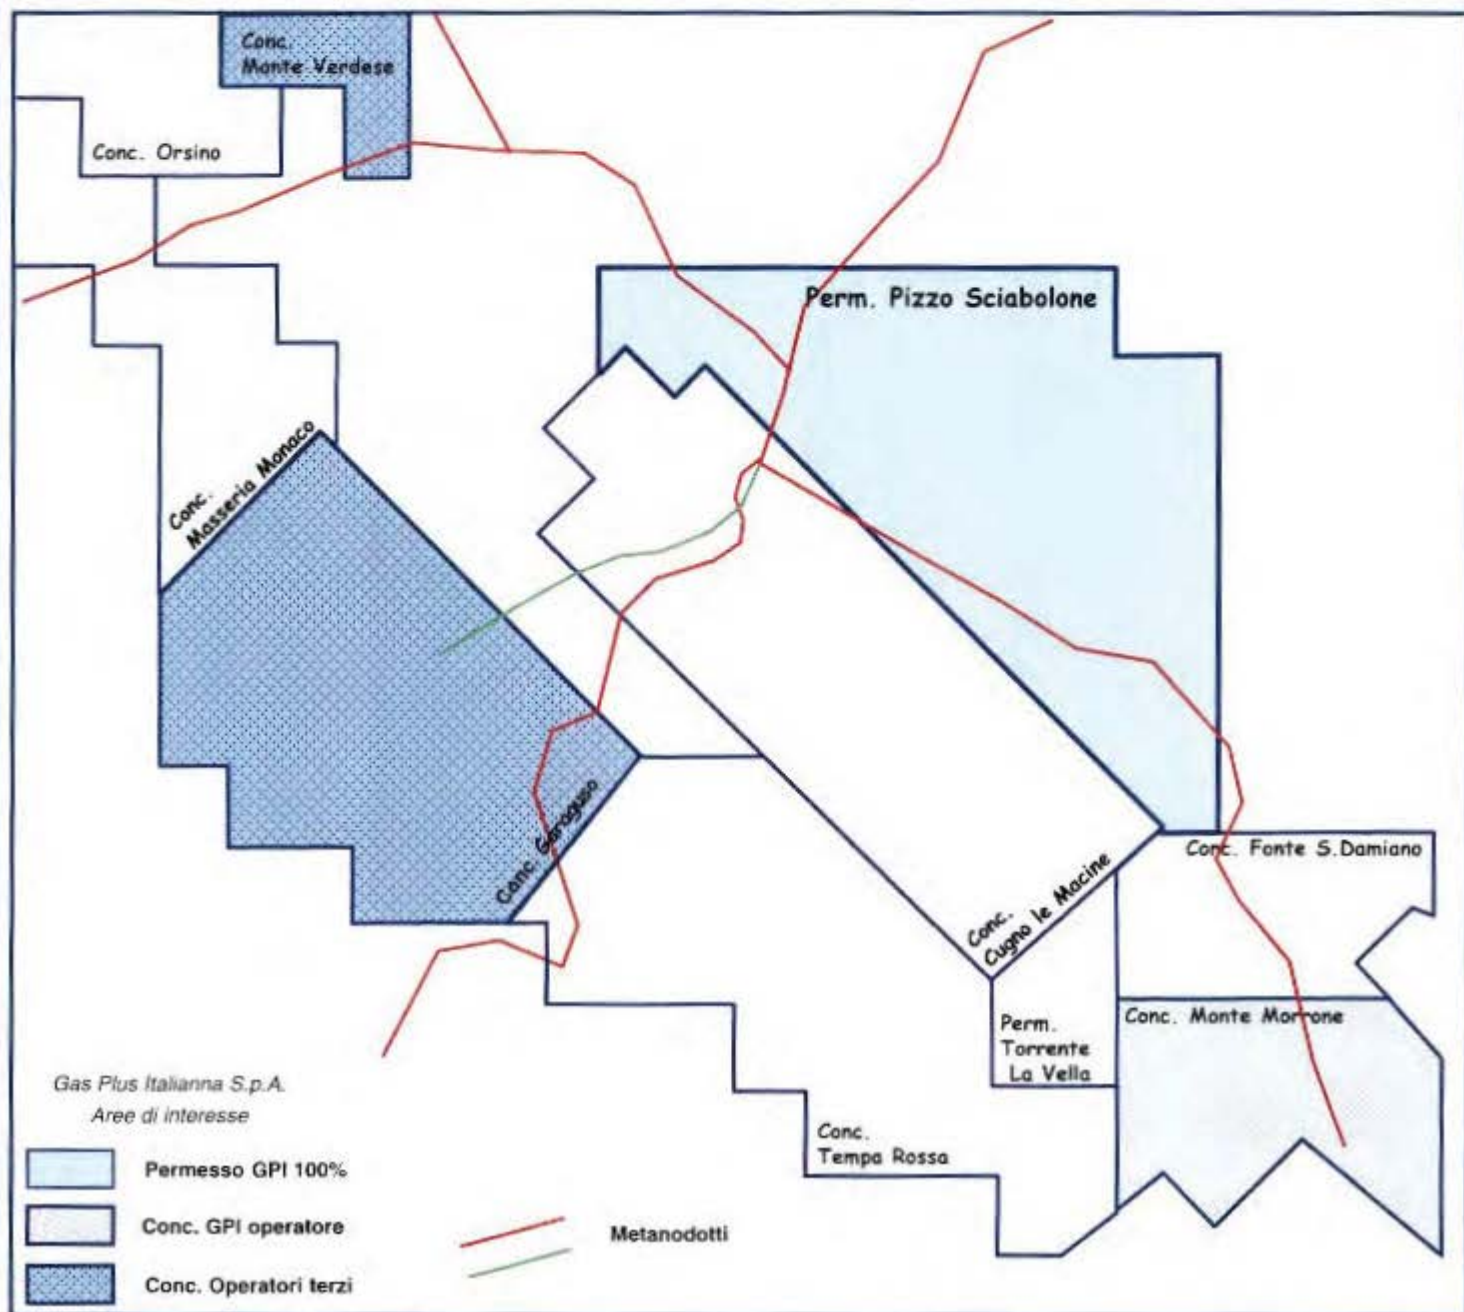 Conc.
Monte Verdese
Conc. Orsino
Perm. Pizzo Sciabolone
Conc.
Masseria Monaco
Conc. Garaguso
Conc. Fonte S.Damiano
Conc.
Cugno le Macine
Perm.
Torrente
La Vella
Conc. Monte Morrone
Conc.
Tempa Rossa
Gas Plus Italianna S.p.A.
Aree di interesse
Permesso GPI 100%
Conc. GPI operatore
Conc. Operatori terzi
Metanodotti